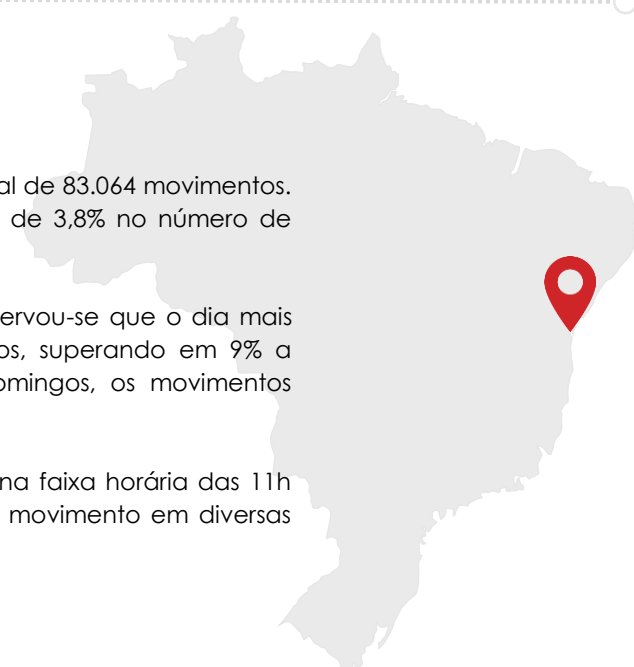 al de 83.064 movimentos.
de 3,8% no número de
ervou-se que o dia mais
os, superando em 9% a
omingos, os movimentos
na faixa horária das 11h
movimento em diversas